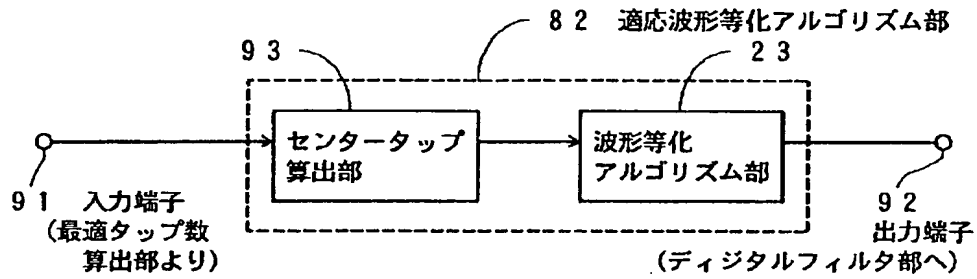 ８２　適応波形等化アルゴリズム部
９３
２３
センタータップ
算出部
波形等化
アルゴリズム部
９１　入力端子
(最適タップ数
算出部より)
９２
出力端子
(ディジタルフィルタ部へ)